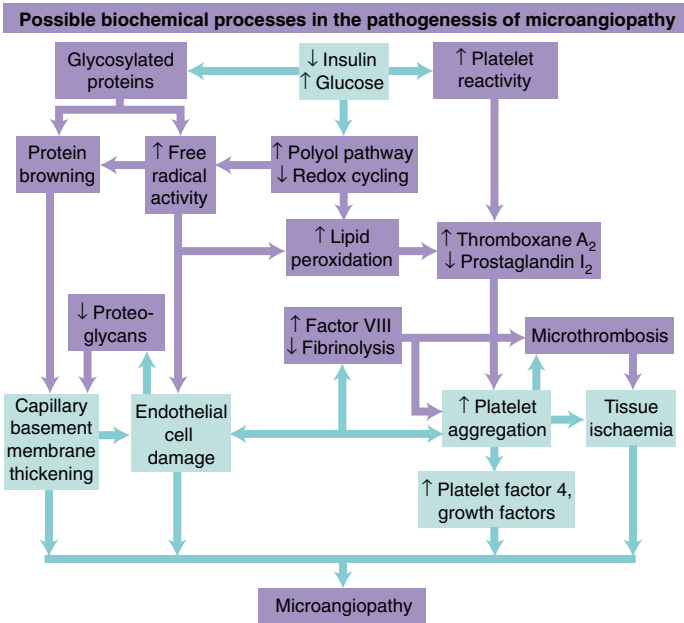 Possible biochemical processes in the pathogenessis of microangiopathy
Glycosylated
proteins
↓ Insulin
↑ Glucose
↑ Platelet
reactivity
Protein
browning
↑ Free
radical
activity
↑ Polyol pathway
↓ Redox cycling
↑ Lipid
peroxidation
↑ Thromboxane A₂
↓ Prostaglandin I₂
↓ Proteo-
glycans
↑ Factor VIII
↓ Fibrinolysis
Microthrombosis
Capillary
basement
membrane
thickening
Endothelial
cell
damage
↑ Platelet
aggregation
Tissue
ischaemia
↑ Platelet factor 4,
growth factors
Microangiopathy